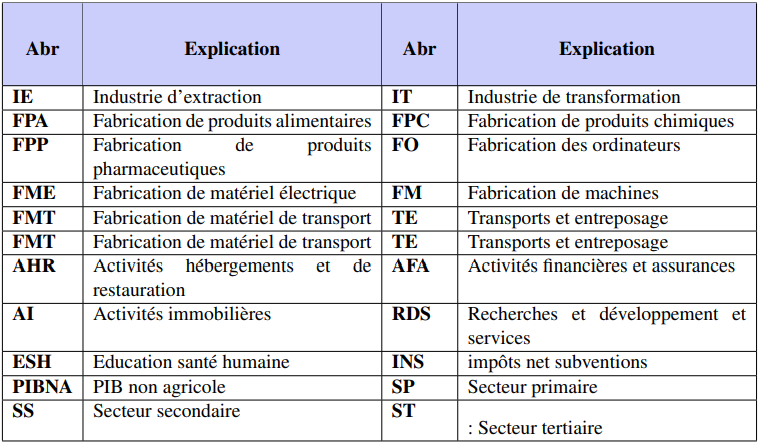 Abr Explication Abr Explication
IE Industrie d'extraction IT Industrie de transformation
FPA Fabrication de produits alimentaires FPC Fabrication de produits chimiques
FPP Fabrication de produits FO Fabrication des ordinateurs
pharmaceutiques
FME Fabrication de matériel électrique FM Fabrication de machines
FMT Fabrication de matériel de transport TE Transports et entreposage
FMT Fabrication de matériel de transport TE Transports et entreposage
AHR Activités hébergements et de AFA Activités financières et assurances
restauration
AI Activités immobilières RDS Recherches et développement et
services
ESH Education santé humaine INS impôts net subventions
PIBNA PIB non agricole SP Secteur primaire
SS Secteur secondaire ST
: Secteur tertiaire